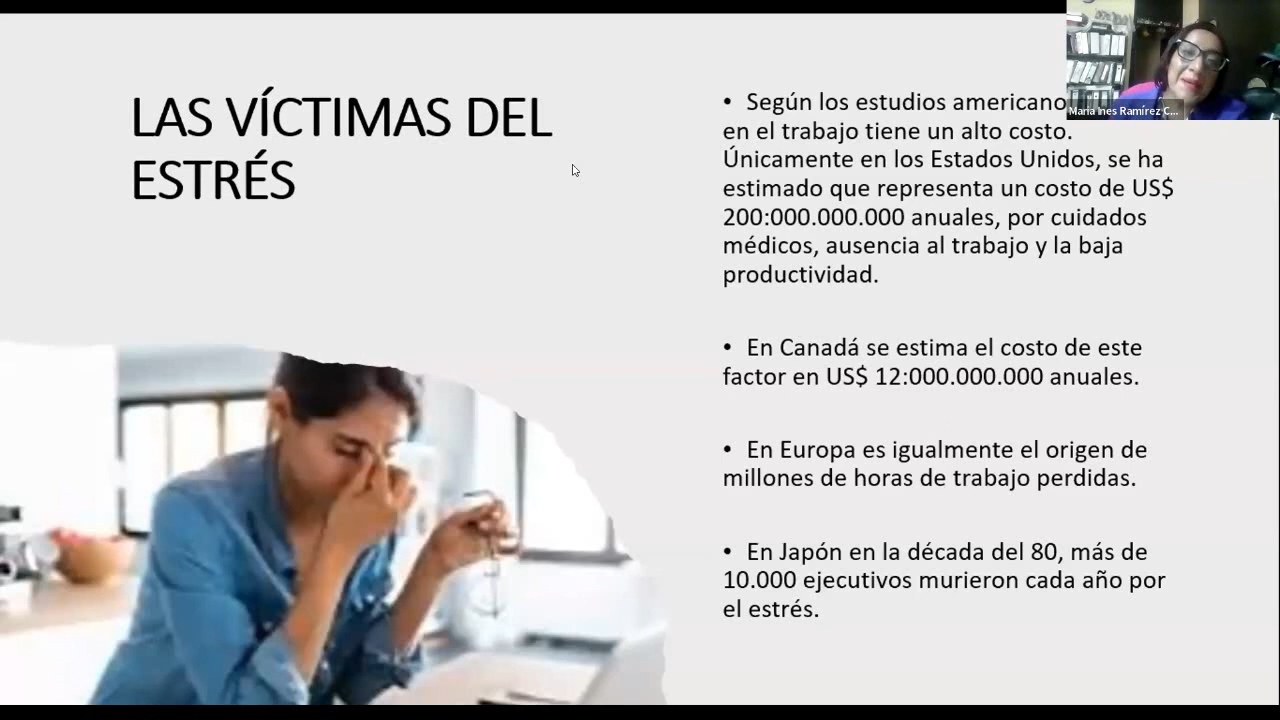 LAS VÍCTIMAS DEL
ESTRÉS
• Según los estudios americano
en el trabajo tiene un alto costo.
Únicamente en los Estados Unidos, se ha
estimado que representa un costo de US$
200:000.000.000 anuales, por cuidados
médicos, ausencia al trabajo y la baja
productividad.
• En Canadá se estima el costo de este
factor en US$ 12:000.000.000 anuales.
• En Europa es igualmente el origen de
millones de horas de trabajo perdidas.
• En Japón en la década del 80, más de
10.000 ejecutivos murieron cada año por
el estrés.
Maria Ines Ramírez C...